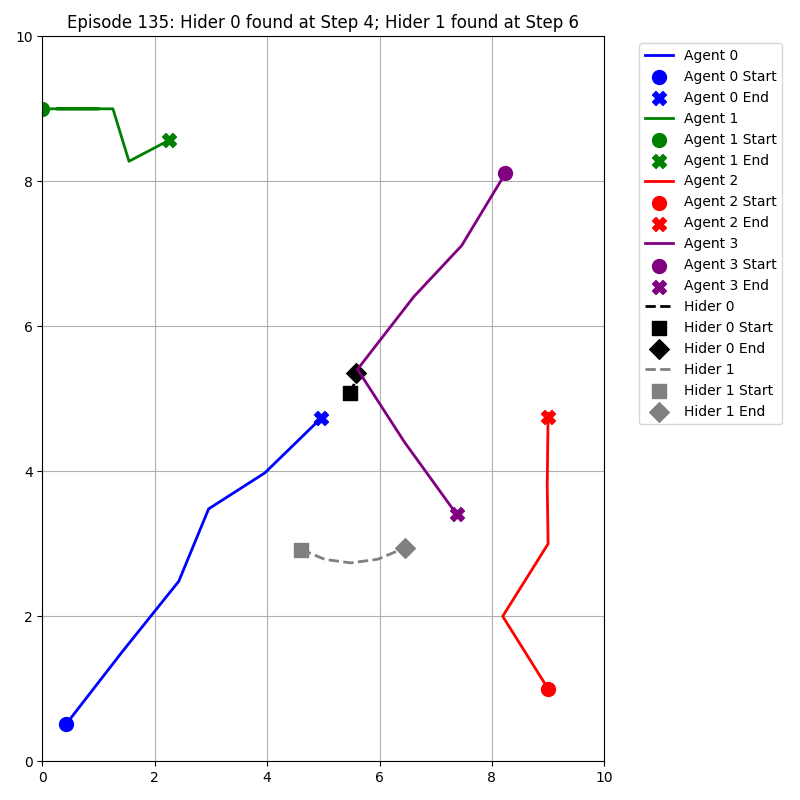 Episode 135: Hider 0 found at Step 4; Hider 1 found at Step 6
10
8
6
4
2
0
0
2
4
6
8
10
Agent 0
Agent 0 Start
Agent 0 End
Agent 1
Agent 1 Start
Agent 1 End
Agent 2
Agent 2 Start
Agent 2 End
Agent 3
Agent 3 Start
Agent 3 End
Hider 0
Hider 0 Start
Hider 0 End
Hider 1
Hider 1 Start
Hider 1 End